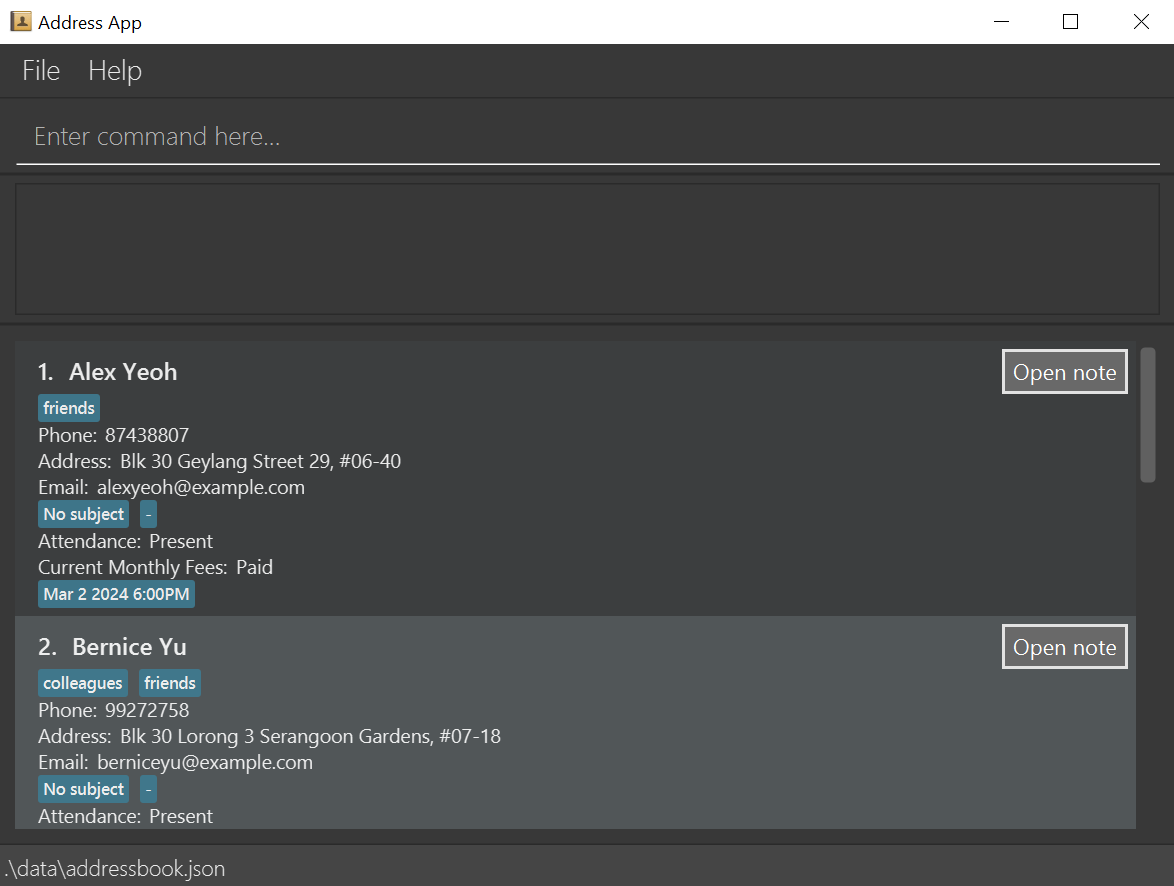 Address App
File Help
Enter command here...
1. Alex Yeoh
Open note
friends
Phone: 87438807
Address: Blk 30 Geylang Street 29, #06-40
Email: alexyeoh@example.com
No subject -
Attendance: Present
Current Monthly Fees: Paid
Mar 2 2024 6:00PM
2. Bernice Yu
Open note
colleagues friends
Phone: 99272758
Address: Blk 30 Lorong 3 Serangoon Gardens, #07-18
Email: berniceyu@example.com
No subject -
Attendance: Present
.\data\addressbook.json